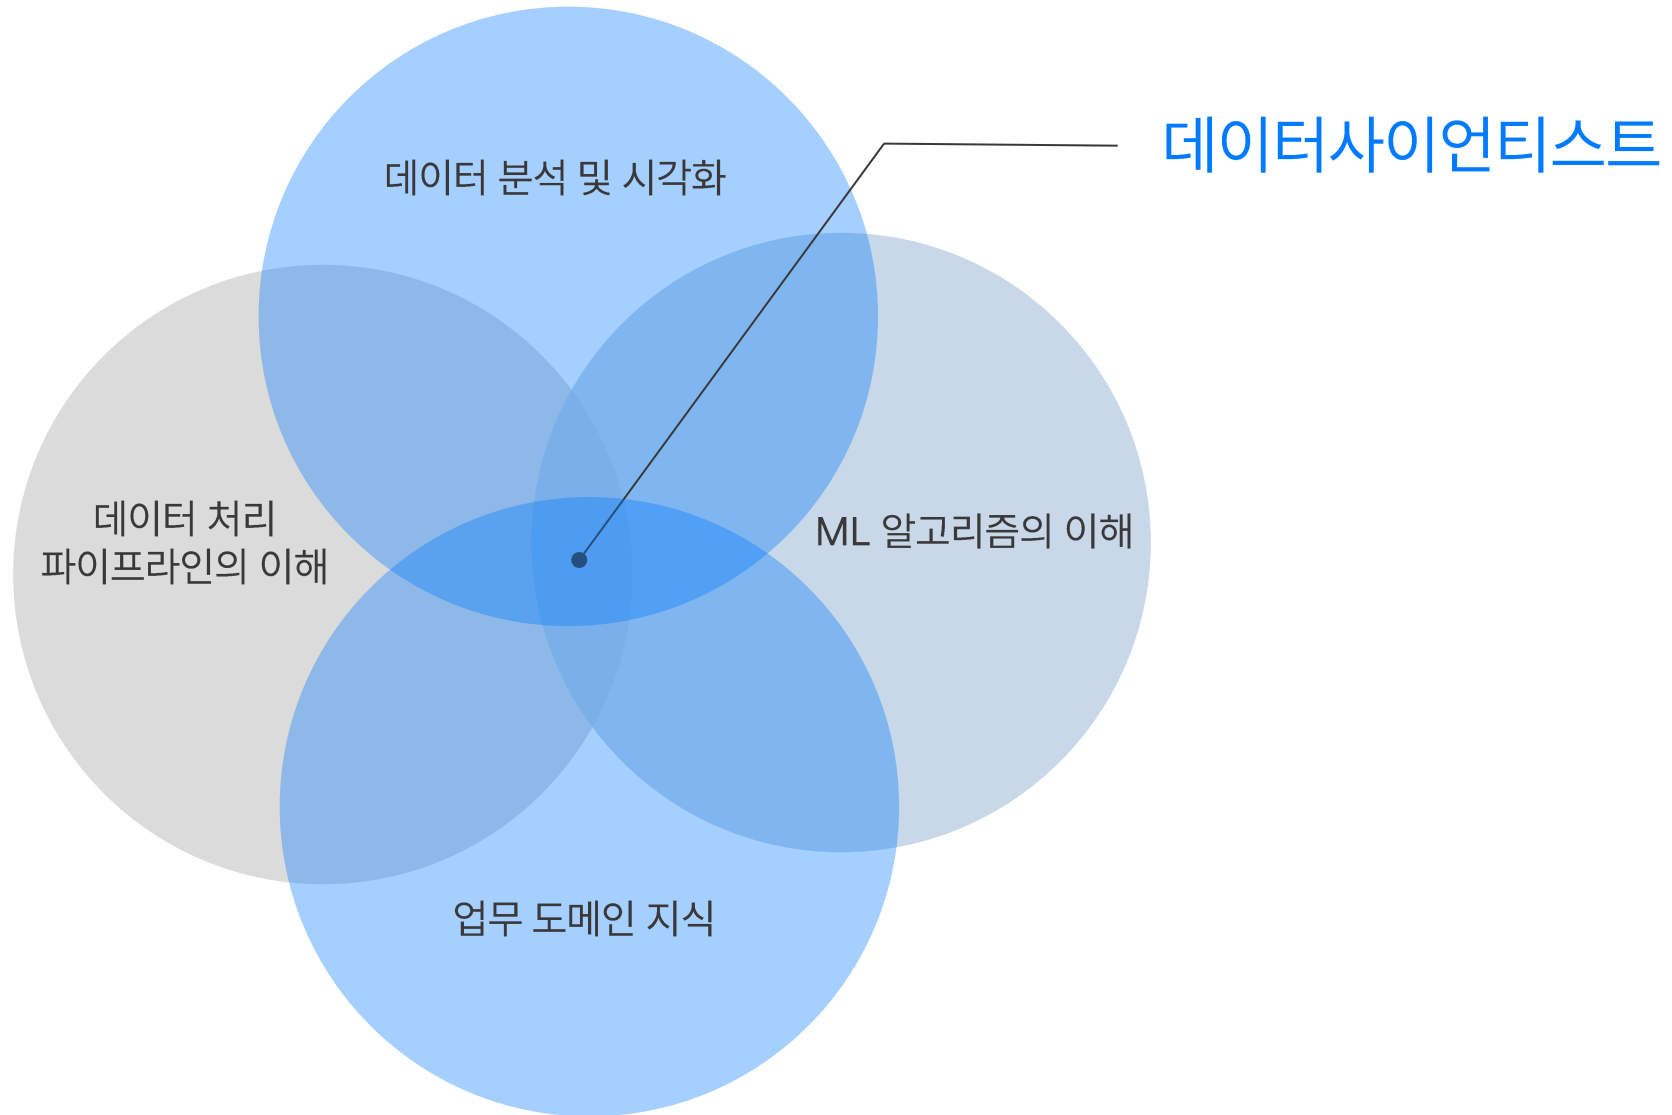 데이터사이언티스트
데이터 분석 및 시각화
데이터 처리
파이프라인의 이해
ML 알고리즘의 이해
업무 도메인 지식